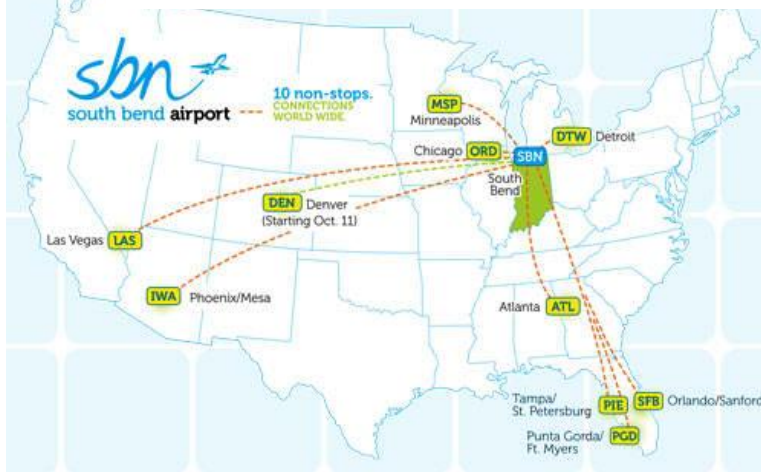 sbn
south bend airport
10 non-stops.
CONNECTIONS
WORLD WIDE.
MSP
Minneapolis
Chicago ORD
SBN
South
Bend
DTW Detroit
DEN Denver
(Starting Oct. 11)
Las Vegas LAS
IWA Phoenix/Mesa
Atlanta ATL
Tampa/
St. Petersburg PIE
SFB Orlando/Sanford
Punta Gorda/
Ft. Myers PGD